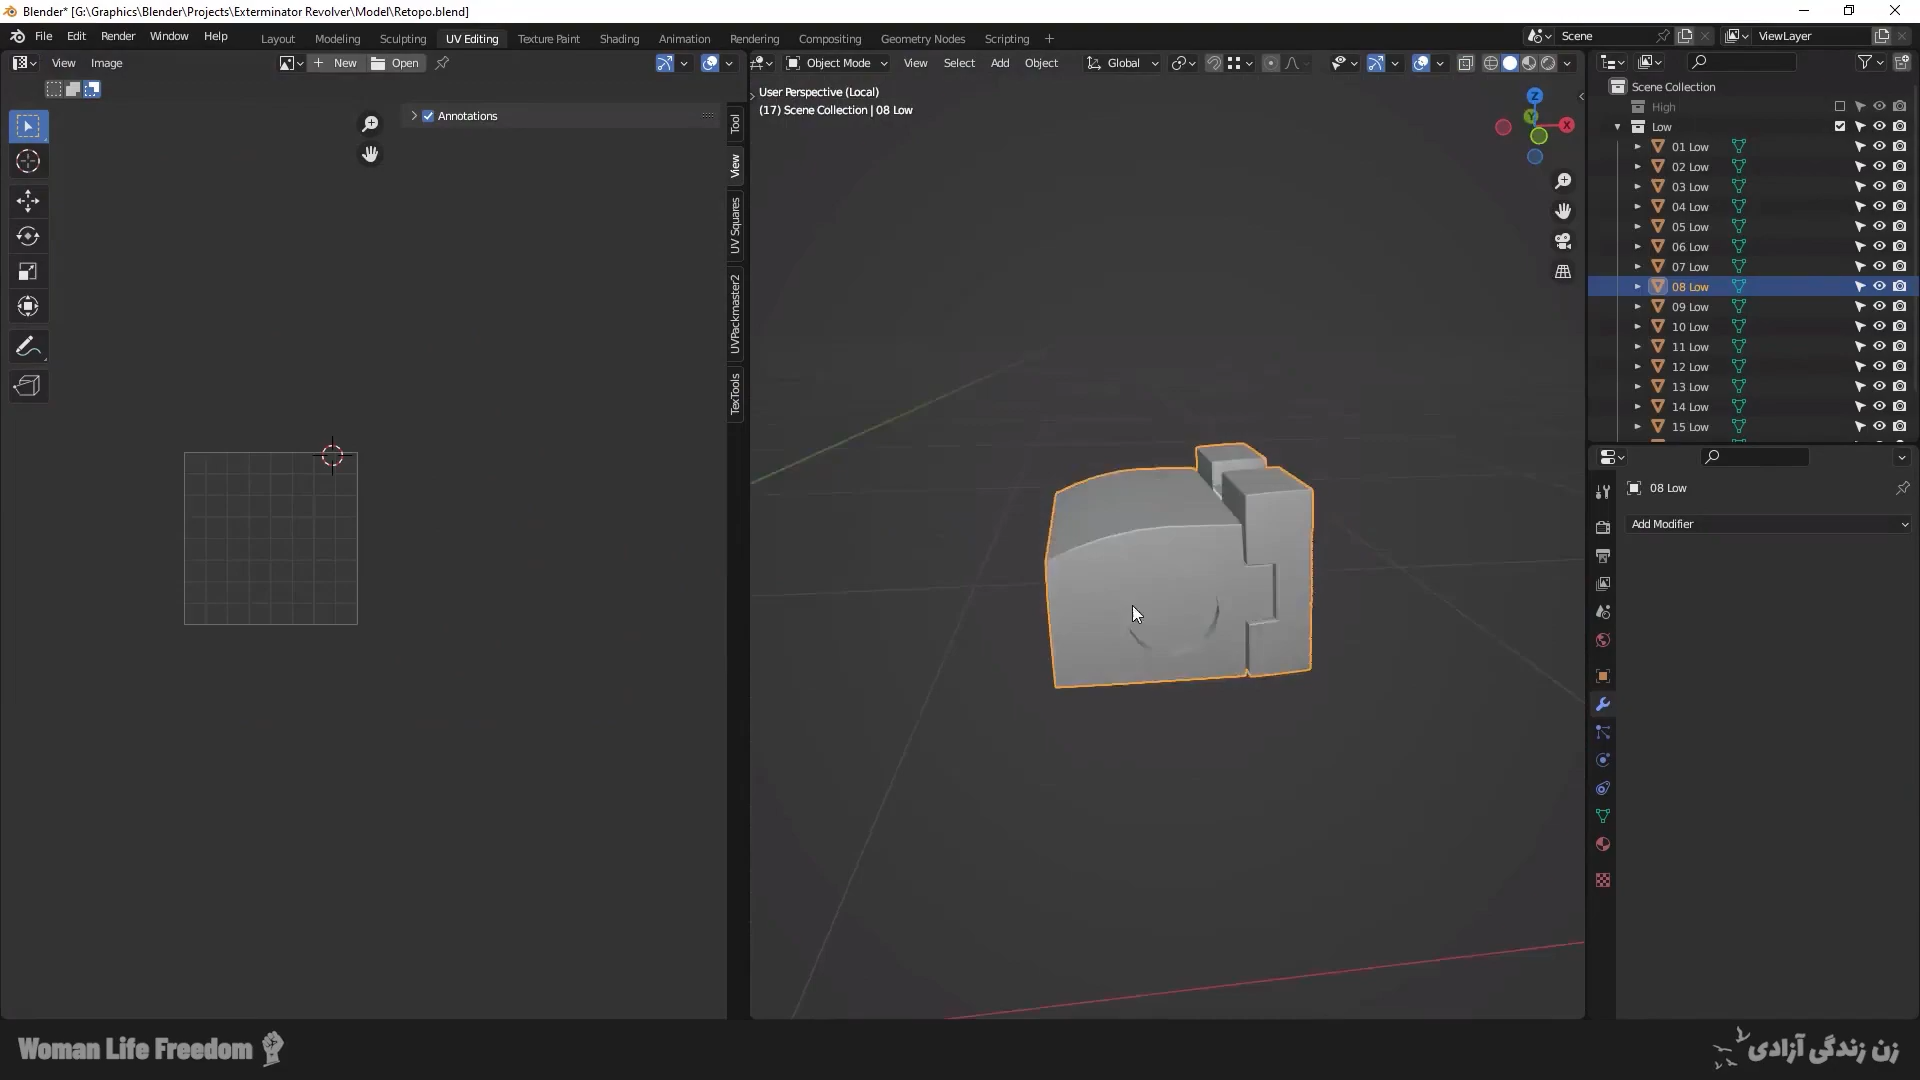 Blender* [G:\Graphics\Blender\Projects\Exterminator Revolver\Model\Retopo.blend]
File Edit Render Window Help
Layout Modeling Sculpting UV Editing Texture Paint Shading Animation Rendering Compositing Geometry Nodes Scripting
Scene
ViewLayer
View Image
New Open
Object Mode View Select Add Object
Global
Annotations
Tool
View
UV Squares
UVPackmaster2
TexTools
User Perspective (Local)
(17) Scene Collection | 08 Low
Z
Y
X
Scene Collection
High
Low
01 Low
02 Low
03 Low
04 Low
05 Low
06 Low
07 Low
08 Low
09 Low
10 Low
11 Low
12 Low
13 Low
14 Low
15 Low
08 Low
Add Modifier
Woman Life Freedom
زن زندگی آزادی